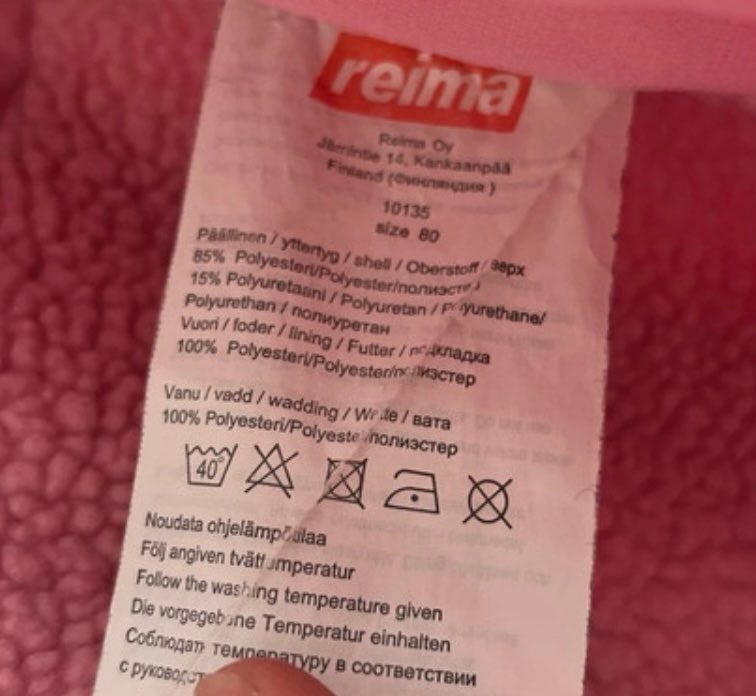 reima
Reima Oy
Jämintie 14, Kankaanpää
Finland (Финляндия)
10135
size 80
Päällinen / yttertyg / shell / Oberstoff / верх
85% Polyesteri/Polyester/полиэстер
15% Polyuretaani / Polyuretan / Polyurethane/
Polyurethan / полиуретан
Vuori / foder / lining / Futter / подкладка
100% Polyesteri/Polyester/полиэстер
Vanu / vadd / wadding / Watte / вата
100% Polyesteri/Polyester/полиэстер
40°
Noudata ohjelämpötilaa
Följ angiven tvättemperatur
Follow the washing temperature given
Die vorgegebene Temperatur einhalten
Соблюдать температуру в соответствии
с